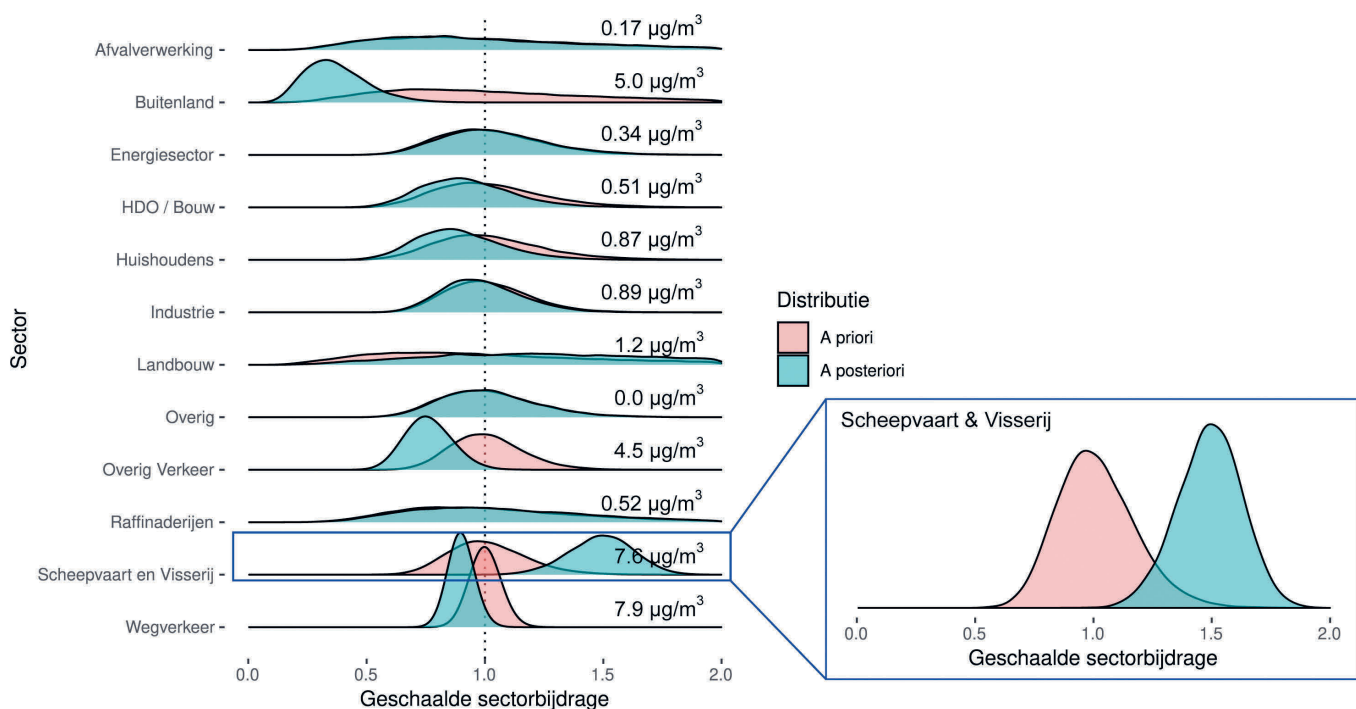 Sector
Afvalverwerking
Buitenland
Energiesector
HDO / Bouw
Huishoudens
Industrie
Landbouw
Overig
Overig Verkeer
Raffinaderijen
Scheepvaart en Visserij
Wegverkeer
0.17 µg/m³
5.0 µg/m³
0.34 µg/m³
0.51 µg/m³
0.87 µg/m³
0.89 µg/m³
1.2 µg/m³
0.0 µg/m³
4.5 µg/m³
0.52 µg/m³
7.6 µg/m³
7.9 µg/m³
0.0 0.5 1.0 1.5 2.0
Geschaalde sectorbijdrage
Distributie
A priori
A posteriori
Scheepvaart & Visserij
0.0 0.5 1.0 1.5 2.0
Geschaalde sectorbijdrage